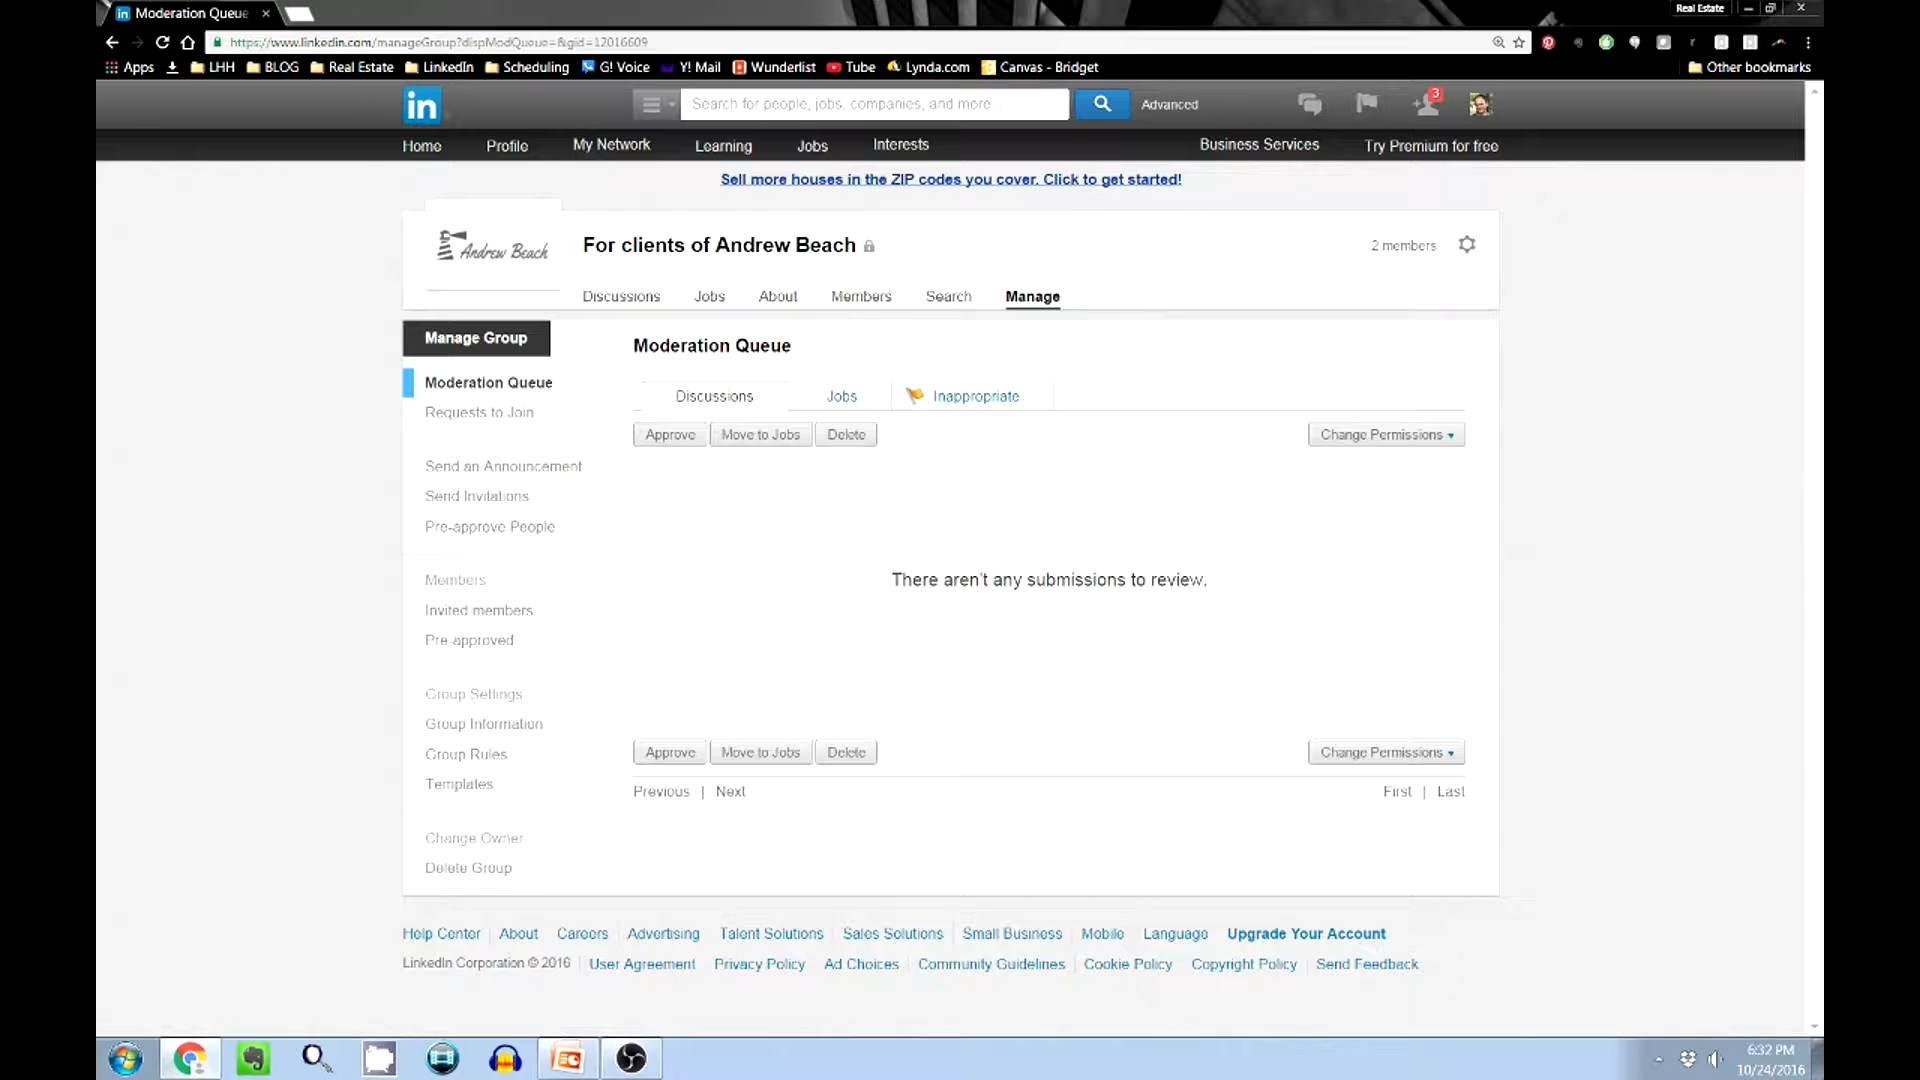 Moderation Queue
Real Estate
https://www.linkedin.com/manageGroup?dispModQueue=&gid=12016609
Apps LHH BLOG Real Estate LinkedIn Scheduling G! Voice Y! Mail Wunderlist Tube Lynda.com Canvas - Bridget Other bookmarks
in Search for people, jobs, companies, and more... Advanced 3
Home Profile My Network Learning Jobs Interests Business Services Try Premium for free
Sell more houses in the ZIP codes you cover. Click to get started!
Andrew Beach
For clients of Andrew Beach 2 members
Discussions Jobs About Members Search Manage
Manage Group
Moderation Queue
Requests to Join
Send an Announcement
Send Invitations
Pre-approve People
Members
Invited members
Pre-approved
Group Settings
Group Information
Group Rules
Templates
Change Owner
Delete Group
Moderation Queue
Discussions Jobs Inappropriate
Approve Move to Jobs Delete Change Permissions
There aren't any submissions to review.
Approve Move to Jobs Delete Change Permissions
Previous | Next First | Last
Help Center About Careers Advertising Talent Solutions Sales Solutions Small Business Mobile Language Upgrade Your Account
LinkedIn Corporation © 2016 User Agreement Privacy Policy Ad Choices Community Guidelines Cookie Policy Copyright Policy Send Feedback
6:32 PM
10/24/2016